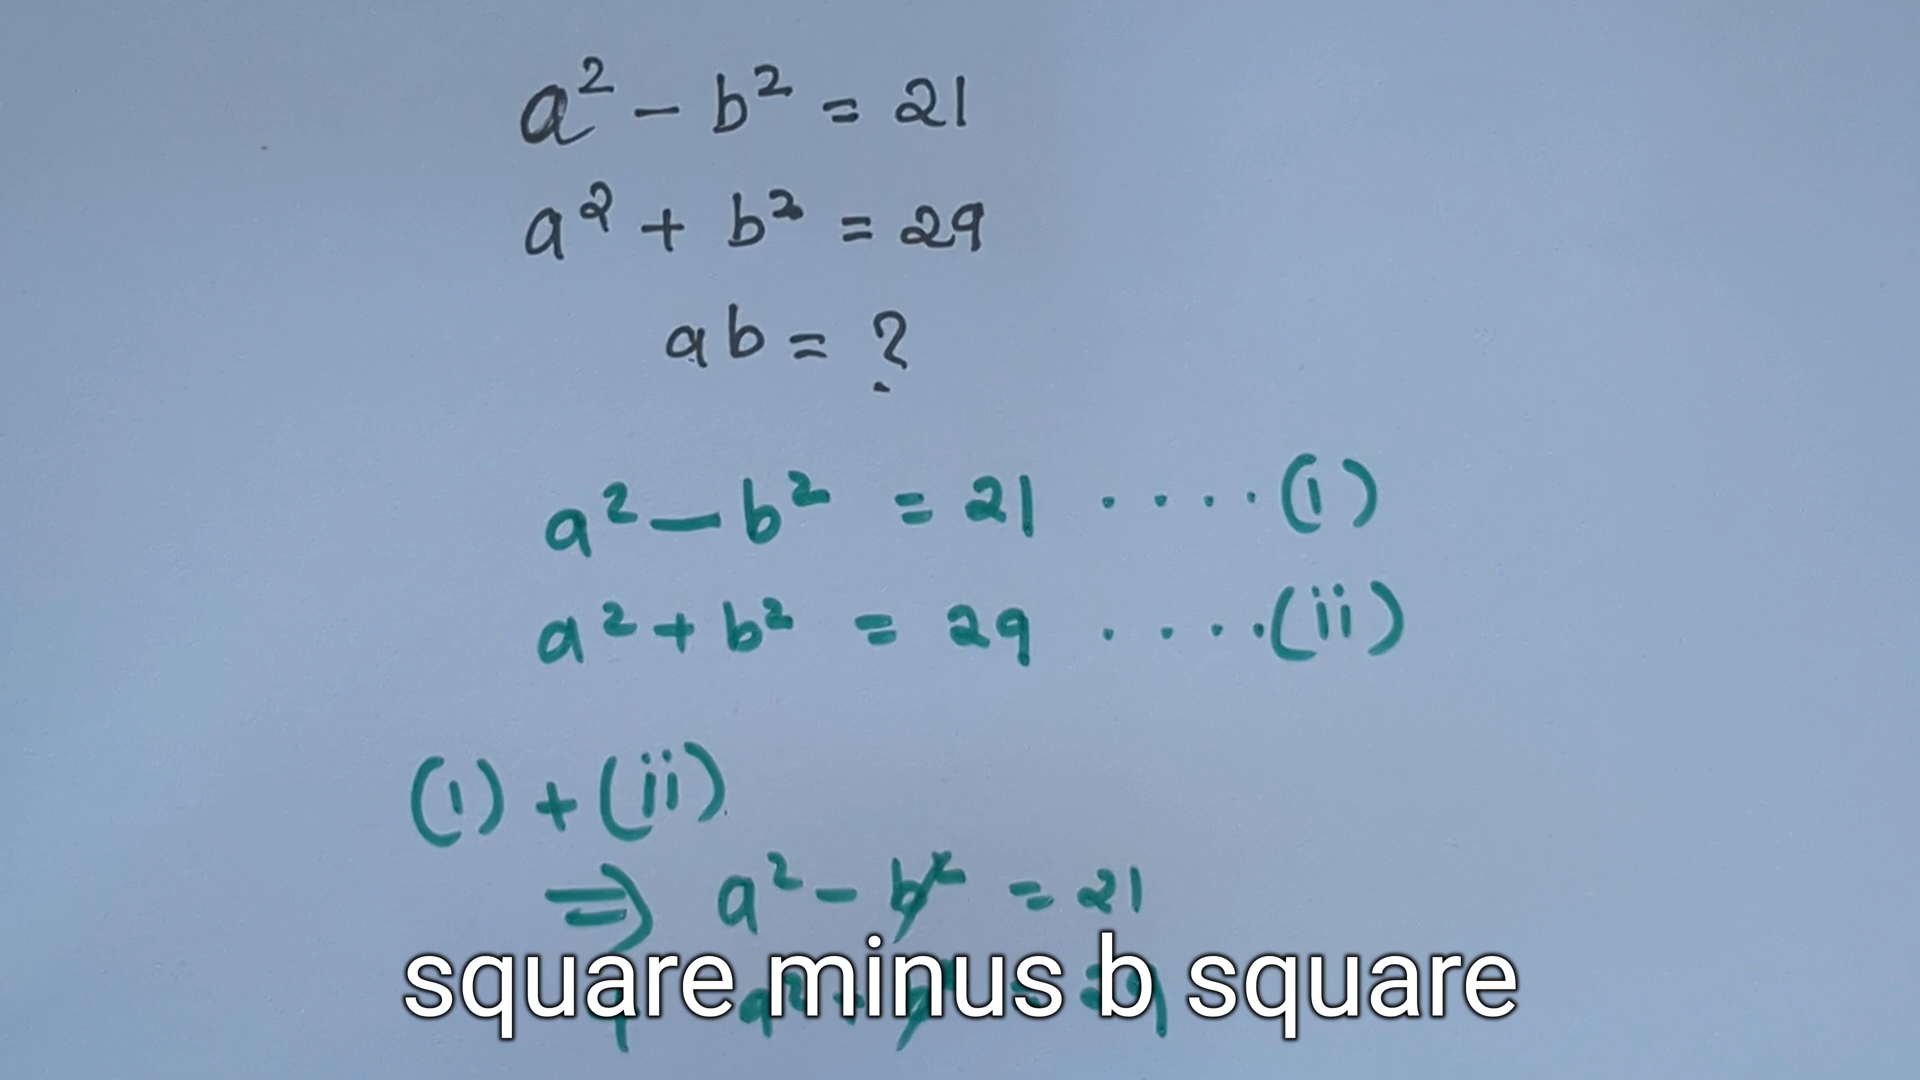 a² - b² = 21
a² + b² = 29
ab = ?
a² - b² = 21 ....(i)
a² + b² = 29 ....(ii)
(i) + (ii)
⇒ a² - b² = 21
square minus b square